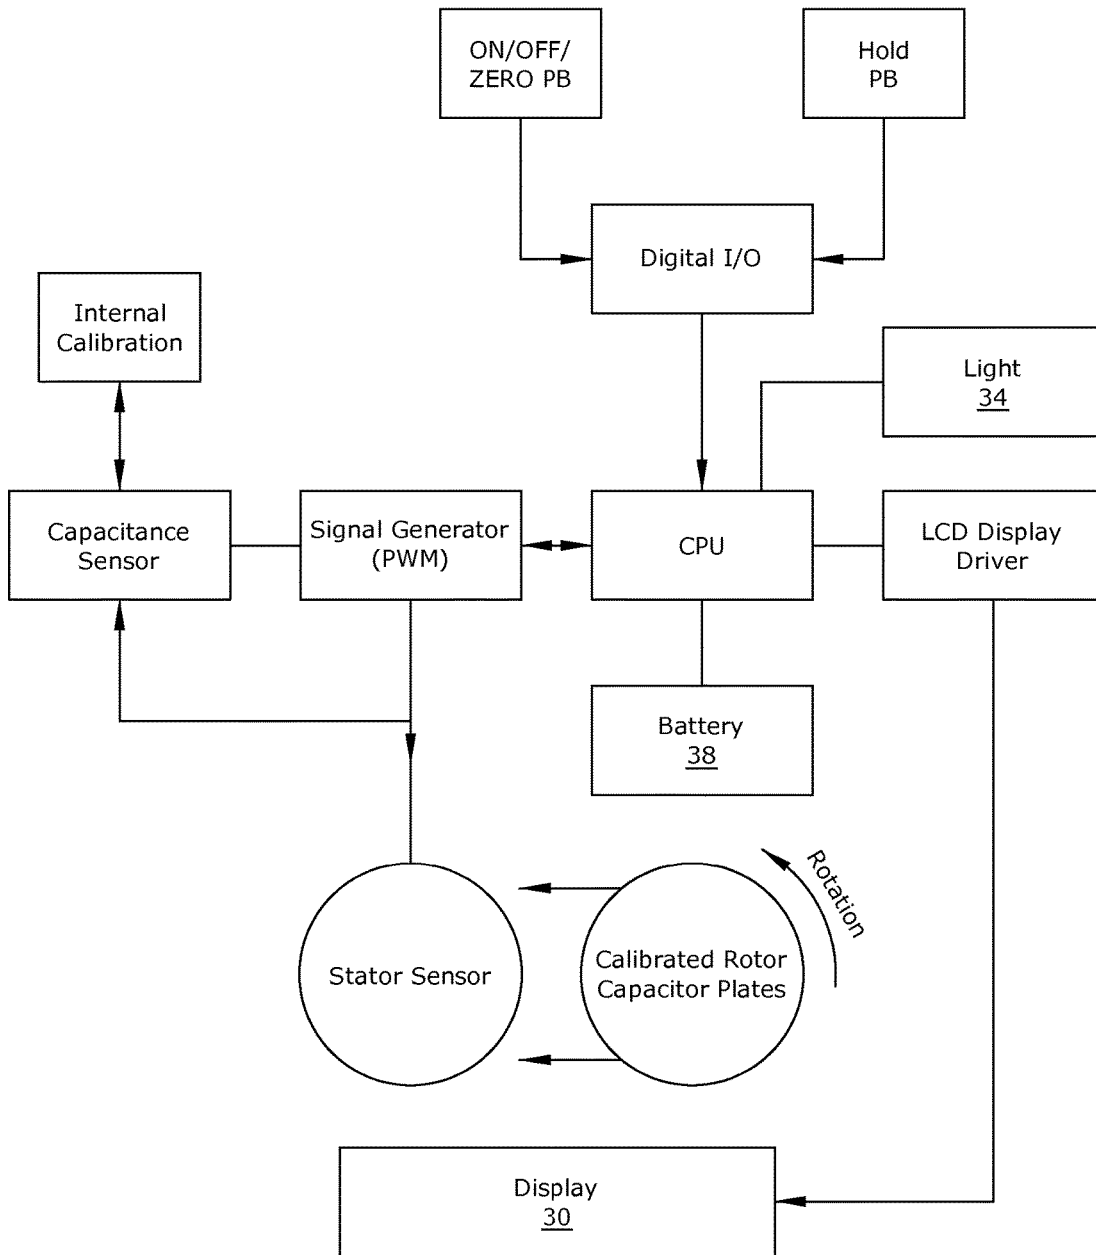 ON/OFF/
ZERO PB
Hold
PB
Digital I/O
Internal
Calibration
Light
34
Capacitance
Sensor
Signal Generator
(PWM)
CPU
LCD Display
Driver
Battery
38
Rotation
Stator Sensor
Calibrated Rotor
Capacitor Plates
Display
30